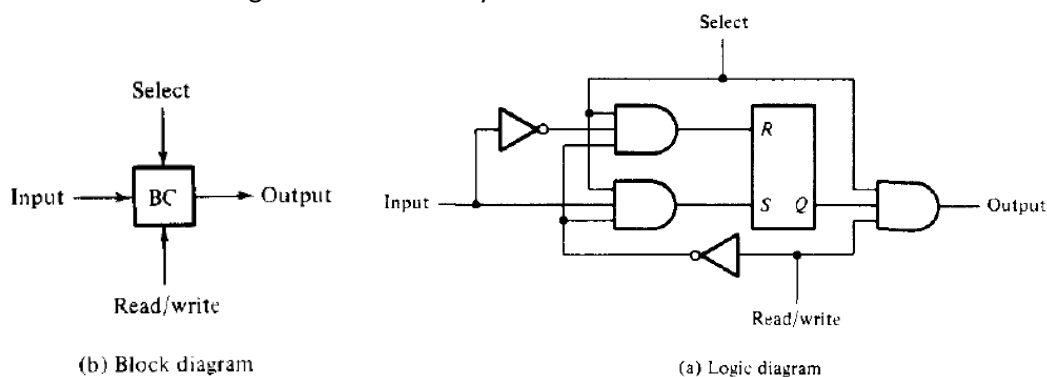 Select
Input
BC
Output
Read/write
(b) Block diagram
Select
R
Input
S
Q
Output
Read/write
(a) Logic diagram